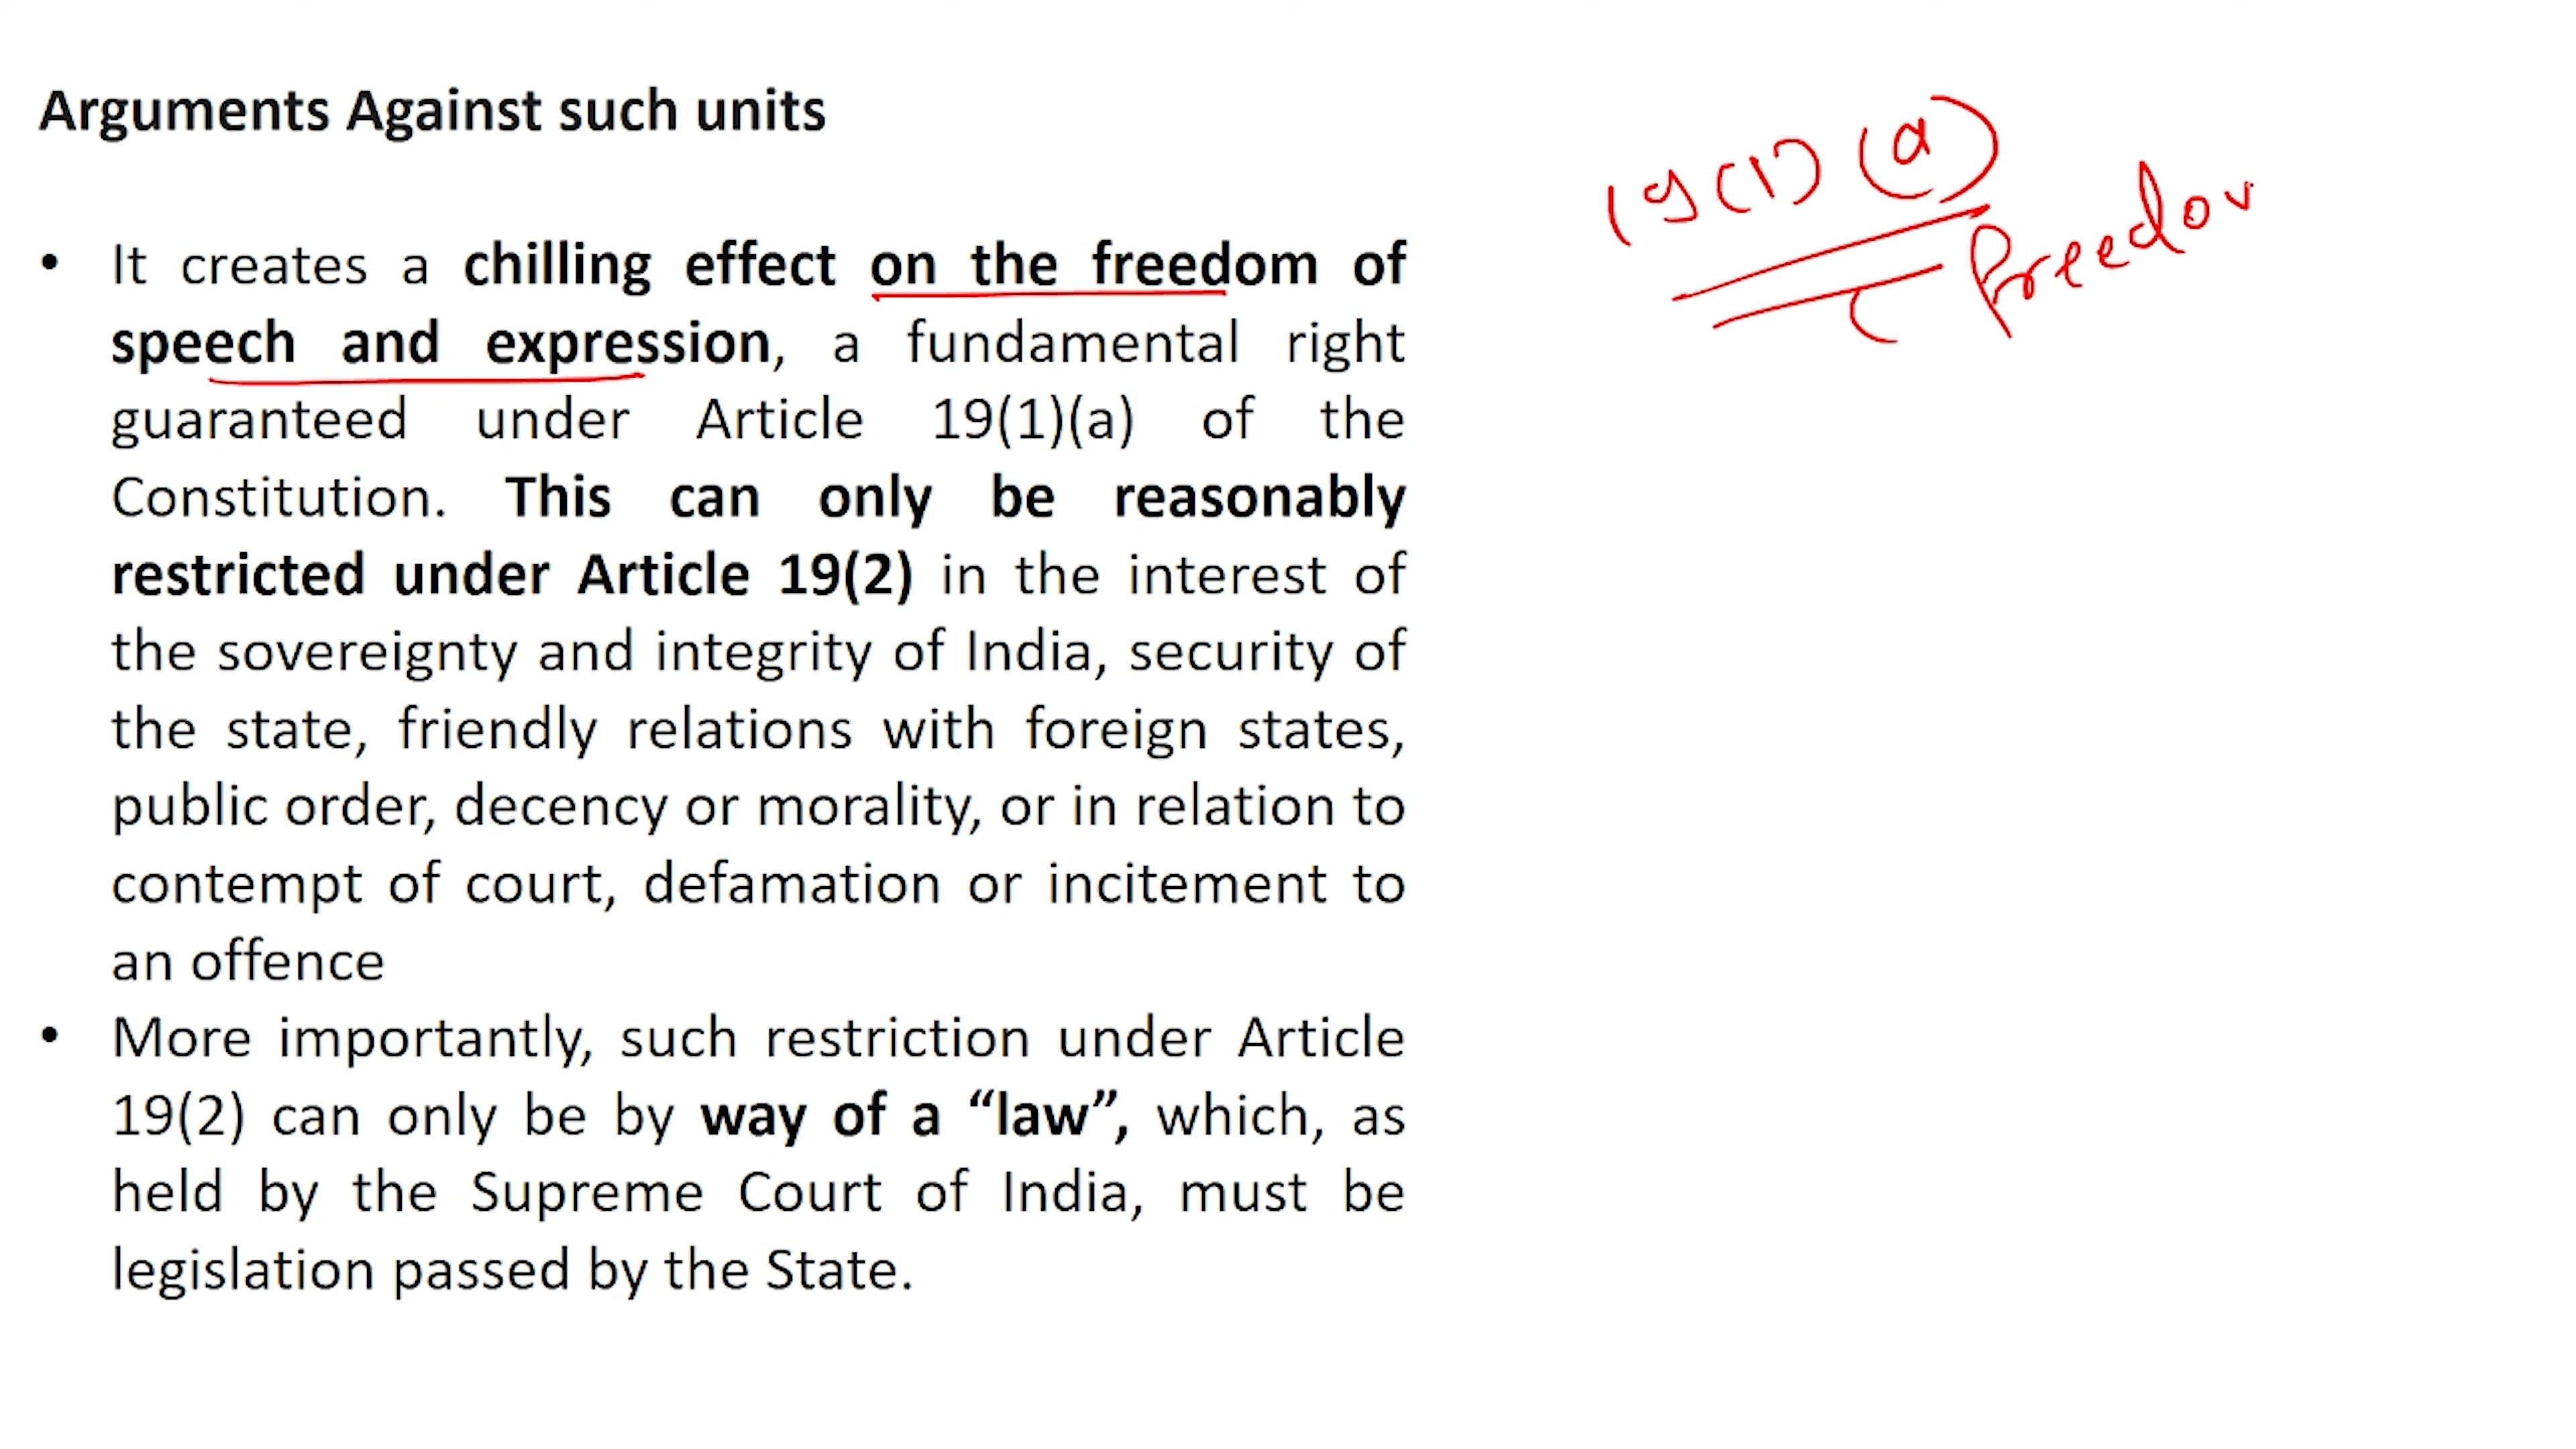 Arguments Against such units
19(1)(a)
Freedo
• It creates a chilling effect on the freedom of
speech and expression, a fundamental right
guaranteed under Article 19(1)(a) of the
Constitution. This can only be reasonably
restricted under Article 19(2) in the interest of
the sovereignty and integrity of India, security of
the state, friendly relations with foreign states,
public order, decency or morality, or in relation to
contempt of court, defamation or incitement to
an offence
• More importantly, such restriction under Article
19(2) can only be by way of a “law”, which, as
held by the Supreme Court of India, must be
legislation passed by the State.